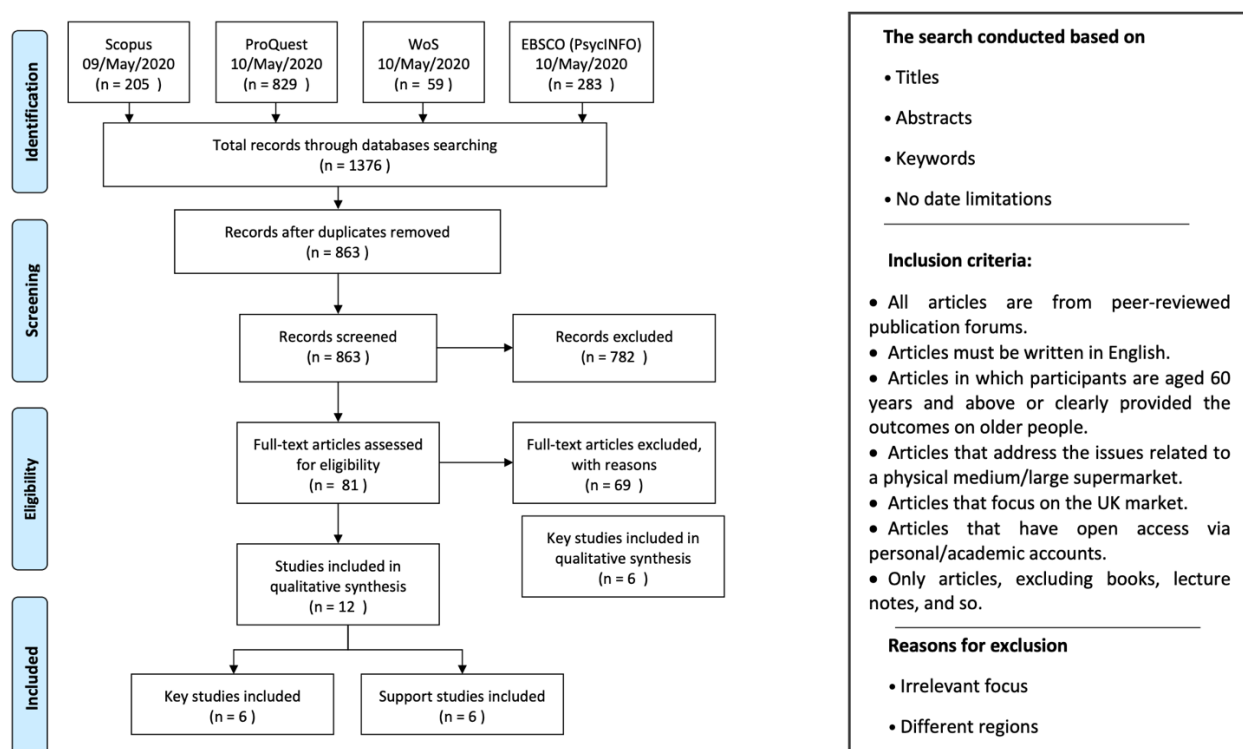 Identification
Scopus
09/May/2020
(n = 205 )
ProQuest
10/May/2020
(n = 829)
WoS
10/May/2020
(n = 59)
EBSCO (PsycINFO)
10/May/2020
(n = 283)
Total records through databases searching
(n = 1376)
Screening
Records after duplicates removed
(n = 863 )
Records screened
(n = 863 )
Records excluded
(n = 782 )
Eligibility
Full-text articles assessed
for eligibility
(n = 81 )
Full-text articles excluded,
with reasons
(n = 69 )
Key studies included in
qualitative synthesis
(n = 6 )
Studies included in
qualitative synthesis
(n = 12 )
Included
Key studies included
(n = 6 )
Support studies included
(n = 6 )
The search conducted based on
• Titles
• Abstracts
• Keywords
• No date limitations
Inclusion criteria:
• All articles are from peer-reviewed
publication forums.
• Articles must be written in English.
• Articles in which participants are aged 60
years and above or clearly provided the
outcomes on older people.
• Articles that address the issues related to
a physical medium/large supermarket.
• Articles that focus on the UK market.
• Articles that have open access via
personal/academic accounts.
• Only articles, excluding books, lecture
notes, and so.
Reasons for exclusion
• Irrelevant focus
• Different regions